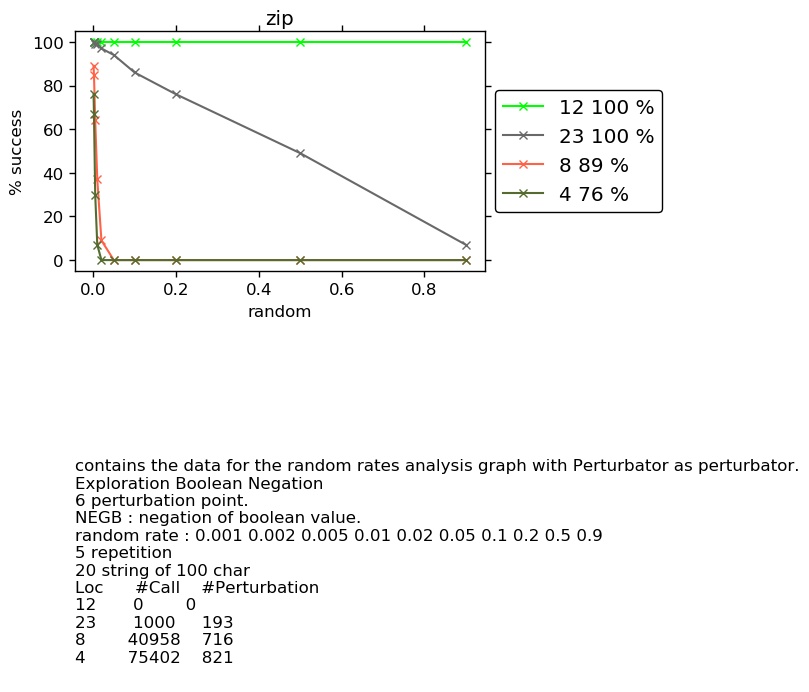 zip
100
80
60
40
20
0
% success
0.0 0.2 0.4 0.6 0.8
random
12 100 %
23 100 %
8 89 %
4 76 %
contains the data for the random rates analysis graph with Perturbator as perturbator.
Exploration Boolean Negation
6 perturbation point.
NEGB : negation of boolean value.
random rate : 0.001 0.002 0.005 0.01 0.02 0.05 0.1 0.2 0.5 0.9
5 repetition
20 string of 100 char
Loc #Call #Perturbation
12 0 0
23 1000 193
8 40958 716
4 75402 821